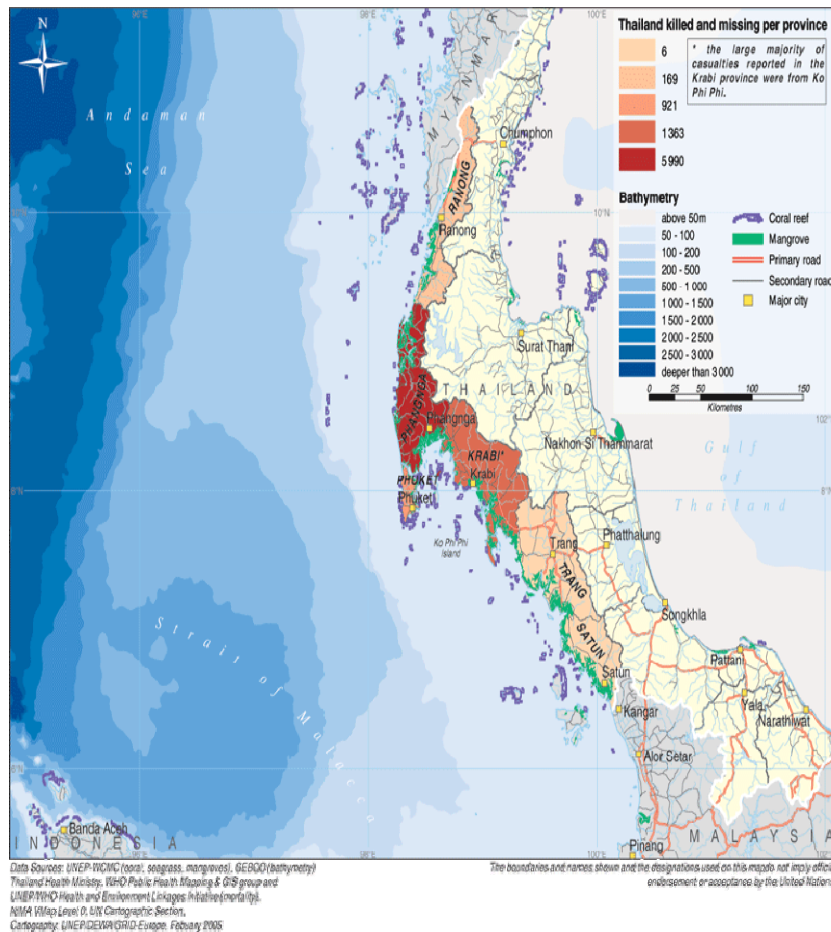 N
Thailand killed and missing per province
6
169
921
1363
5990
* the large majority of
casualties reported in the
Krabi province were from Ko
Phi Phi.
Bathymetry
above 50m
50 - 100
100 - 200
200 - 500
600 - 1 000
1 000 - 1 500
1 500 - 2 000
2 000 - 2500
2500 - 3 000
deeper than 3 000
Coral reef
Mangrove
Primary road
Secondary road
Major city
0 25 50 100 150
Kilometres
98°E
100°E
Andaman
Sea
MYANMAR
Chumphon
RANONG
10°N
Ranong
Surat Thani
THAILAND
PHANGNGA
Phangnga
Nakhon Si Thammarat
KRABI*
Krabi
Gulf
of
Thailand
8°N
PHUKET
Phuket
Ko Phi Phi
Island
Trang
Phatthalung
TRANG
Songkhla
Strait of Malacca
SATUN
Satun
Pattani
Yala
Narathiwat
Kangar
Alor Setar
Banda Aceh
INDONESIA
Pinang
MALAYSIA
Data Sources: UNEP-WCMC (coral, seagrass, mangroves), GEBCO (bathymetry)
Thailand Health Ministry, WHO Public Health Mapping & GIS group and
UNEP/WHO Health and Environment Linkages Initiative (mortality).
NIMA VMap Level 0, UN Cartographic Section.
Cartography: UNEP/DEWA/GRID-Europe, Febuary 2005
The boundaries and names shown and the designations used on this map do not imply offici
endorsement or acceptance by the United Nation